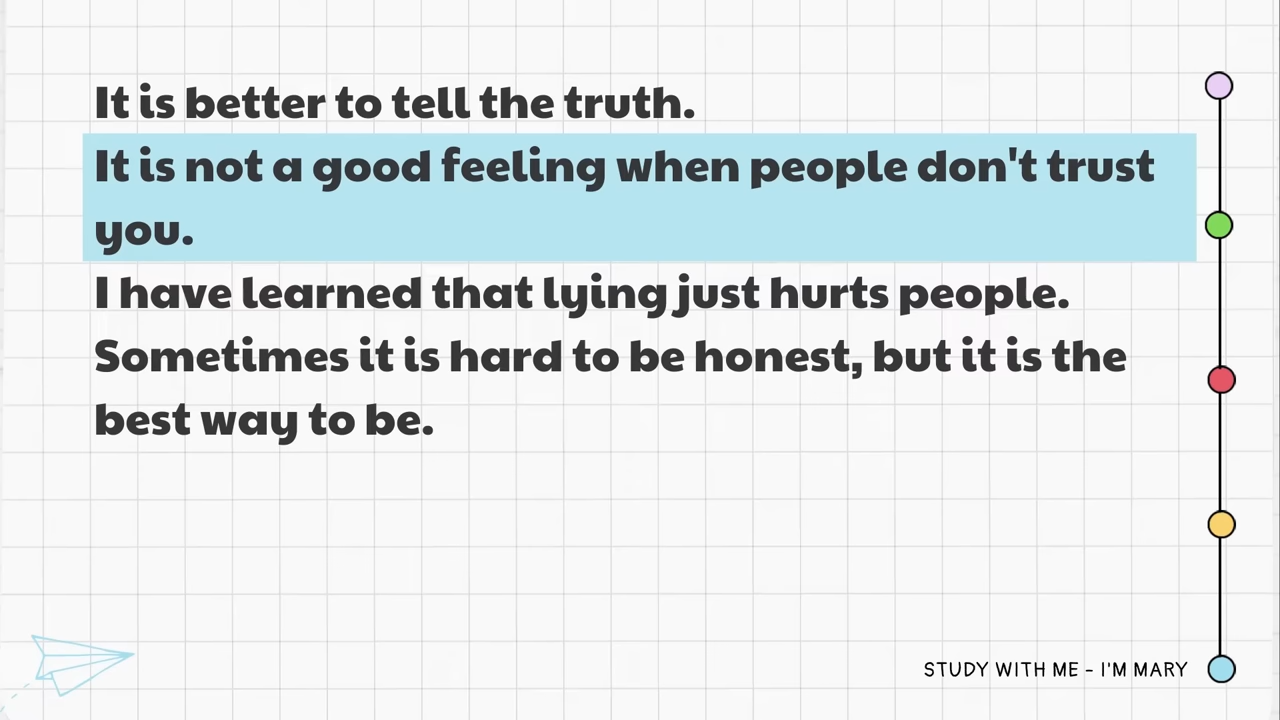 It is better to tell the truth.
It is not a good feeling when people don't trust
you.
I have learned that lying just hurts people.
Sometimes it is hard to be honest, but it is the
best way to be.
STUDY WITH ME – I'M MARY